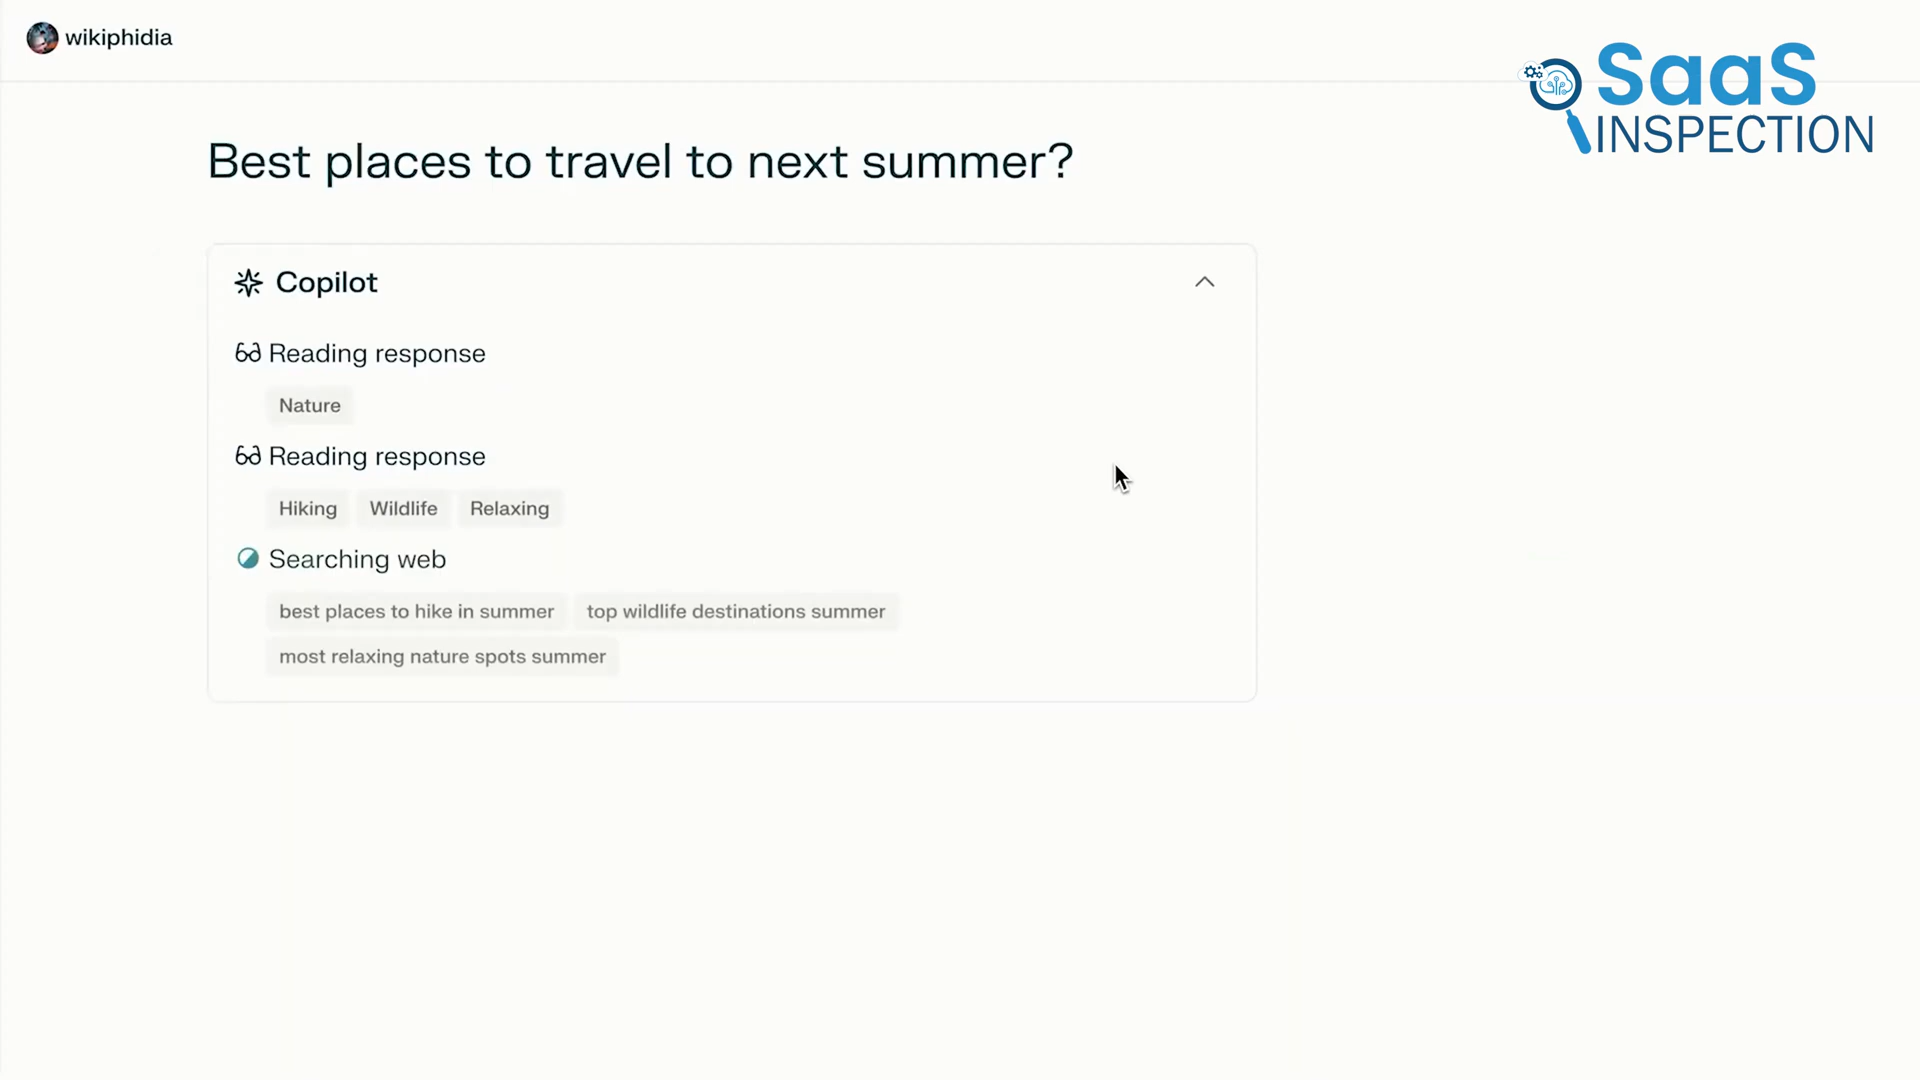 wikiphidia
SaaS
INSPECTION
Best places to travel to next summer?
Copilot
Reading response
Nature
Reading response
Hiking Wildlife Relaxing
Searching web
best places to hike in summer top wildlife destinations summer
most relaxing nature spots summer